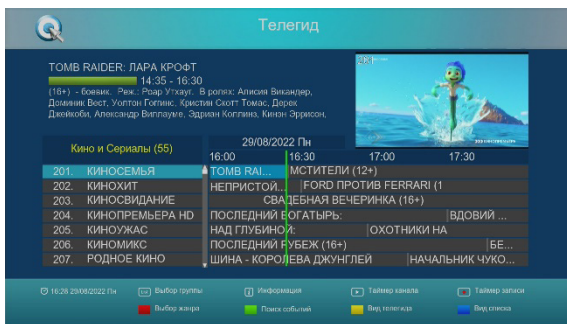 Телегид
TOMB RAIDER: ЛАРА КРОФТ
14:35 - 16:30
(16+) - боевик. Реж.: Роар Утхауг. В ролях: Алисия Викандер,
Доминик Вест, Уолтон Гоггинс, Кристин Скотт Томас, Дерек
Джейкоби, Александр Виллауме, Эдриан Коллинз, Кинан Эррисон,
Кино и Сериалы (55)
29/08/2022 Пн
16:00 16:30 17:00 17:30
201. КИНОСЕМЬЯ TOMB RAI... МСТИТЕЛИ (12+)
202. КИНОХИТ НЕПРИСТОЙ... FORD ПРОТИВ FERRARI (1
203. КИНОСВИДАНИЕ СВАДЕБНАЯ ВЕЧЕРИНКА (16+)
204. КИНОПРЕМЬЕРА HD ПОСЛЕДНИЙ БОГАТЫРЬ: ВДОВИЙ ...
205. КИНОУЖАС НАД ГЛУБИНОЙ: ОХОТНИКИ НА
206. КИНОМИКС ПОСЛЕДНИЙ РУБЕЖ (16+) БЕ...
207. РОДНОЕ КИНО ШИНА - КОРОЛЕВА ДЖУНГЛЕЙ НАЧАЛЬНИК ЧУКО...
16:28 29/08/2022 Пн Выбор группы Информация Таймер канала Таймер записи
Выбор жанра Поиск событий Вид телегида Вид списка